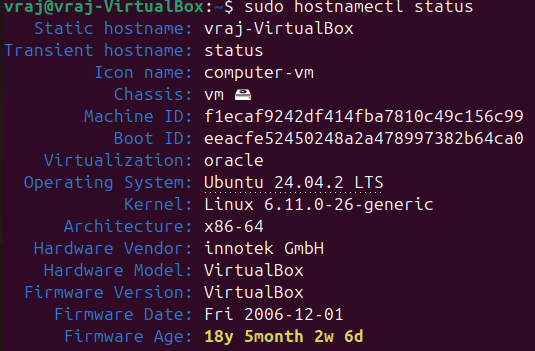 vraj@vraj-VirtualBox:~$ sudo hostnamectl status
Static hostname: vraj-VirtualBox
Transient hostname: status
Icon name: computer-vm
Chassis: vm 🖴
Machine ID: f1ecaf9242df414fba7810c49c156c99
Boot ID: eeacfe52450248a2a478997382b64ca0
Virtualization: oracle
Operating System: Ubuntu 24.04.2 LTS
Kernel: Linux 6.11.0-26-generic
Architecture: x86-64
Hardware Vendor: innotek GmbH
Hardware Model: VirtualBox
Firmware Version: VirtualBox
Firmware Date: Fri 2006-12-01
Firmware Age: 18y 5month 2w 6d